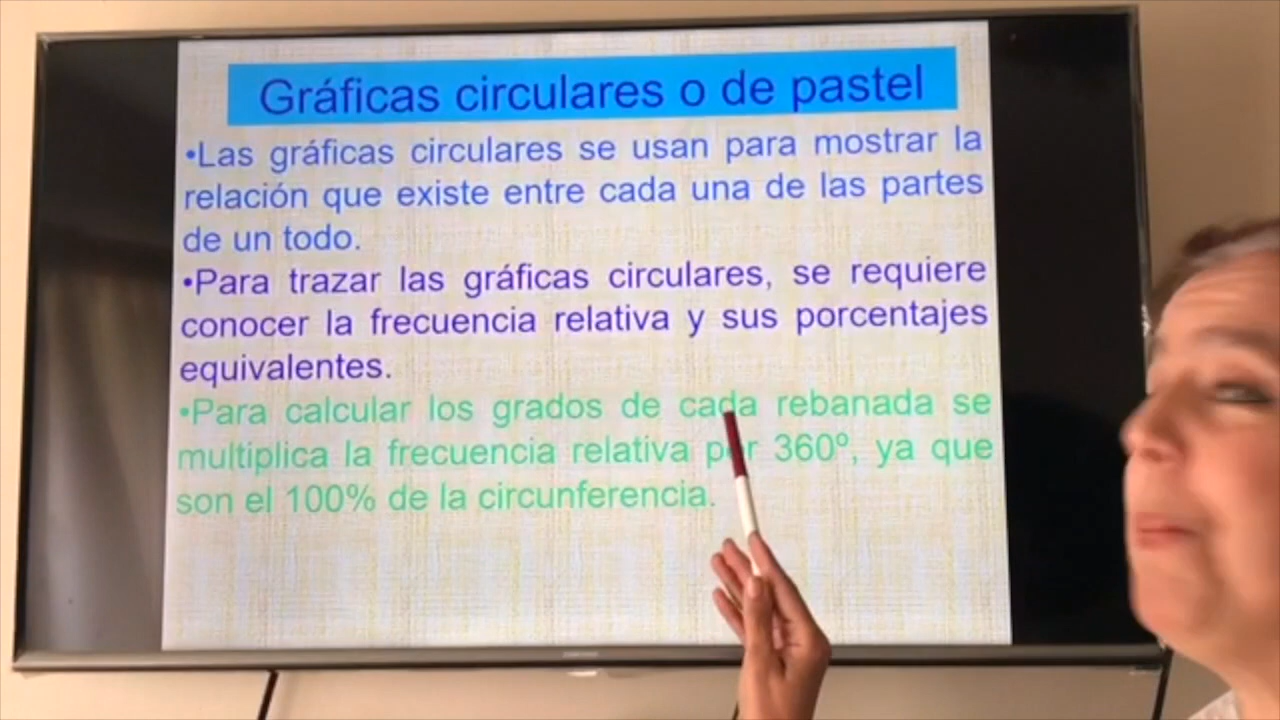 Gráficas circulares o de pastel
•Las gráficas circulares se usan para mostrar la
relación que existe entre cada una de las partes
de un todo.
•Para trazar las gráficas circulares, se requiere
conocer la frecuencia relativa y sus porcentajes
equivalentes.
•Para calcular los grados de cada rebanada se
multiplica la frecuencia relativa por 360º, ya que
son el 100% de la circunferencia.